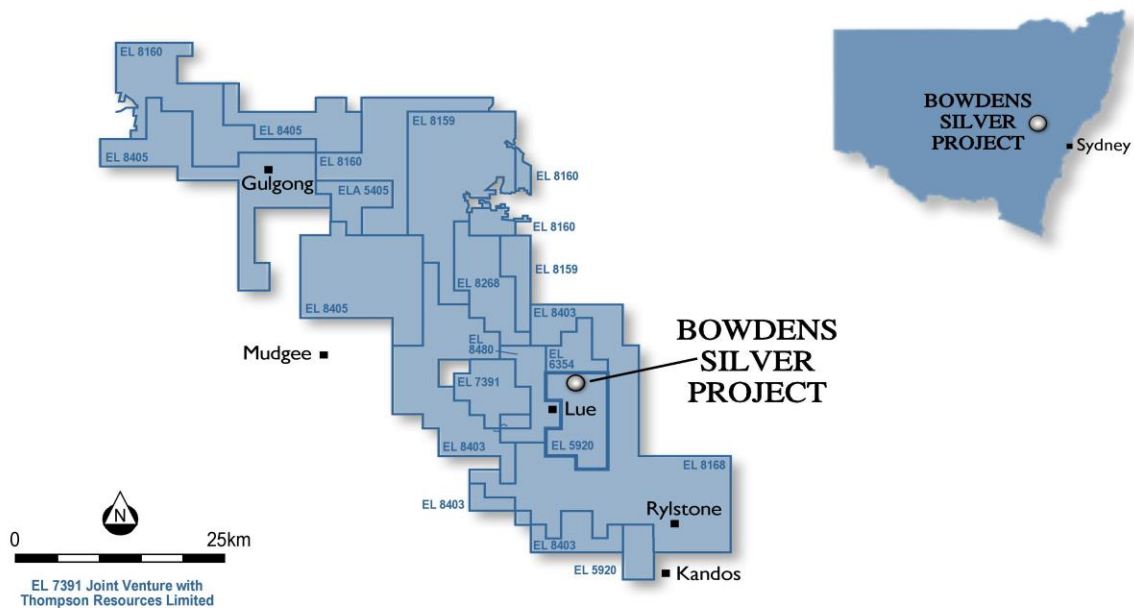 EL 8160
EL 8405
EL 8159
EL 8405
EL 8160
Gulgong
ELA 5405
EL 8160
EL 8160
EL 8159
EL 8268
EL 8405
EL 8403
EL
8480
EL
6354
Mudgee
EL 7391
Lue
EL 8403
EL 5920
EL 8168
EL 8403
Rylstone
EL 8403
EL 5920
Kandos
BOWDENS
SILVER
PROJECT
BOWDENS
SILVER
PROJECT
Sydney
N
0 25km
EL 7391 Joint Venture with
Thompson Resources Limited